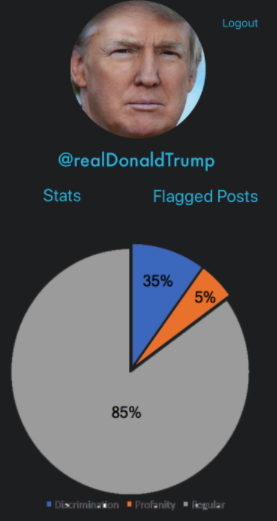 Logout
@realDonaldTrump
Stats Flagged Posts
35%
5%
85%
Discrimination Profanity Regular